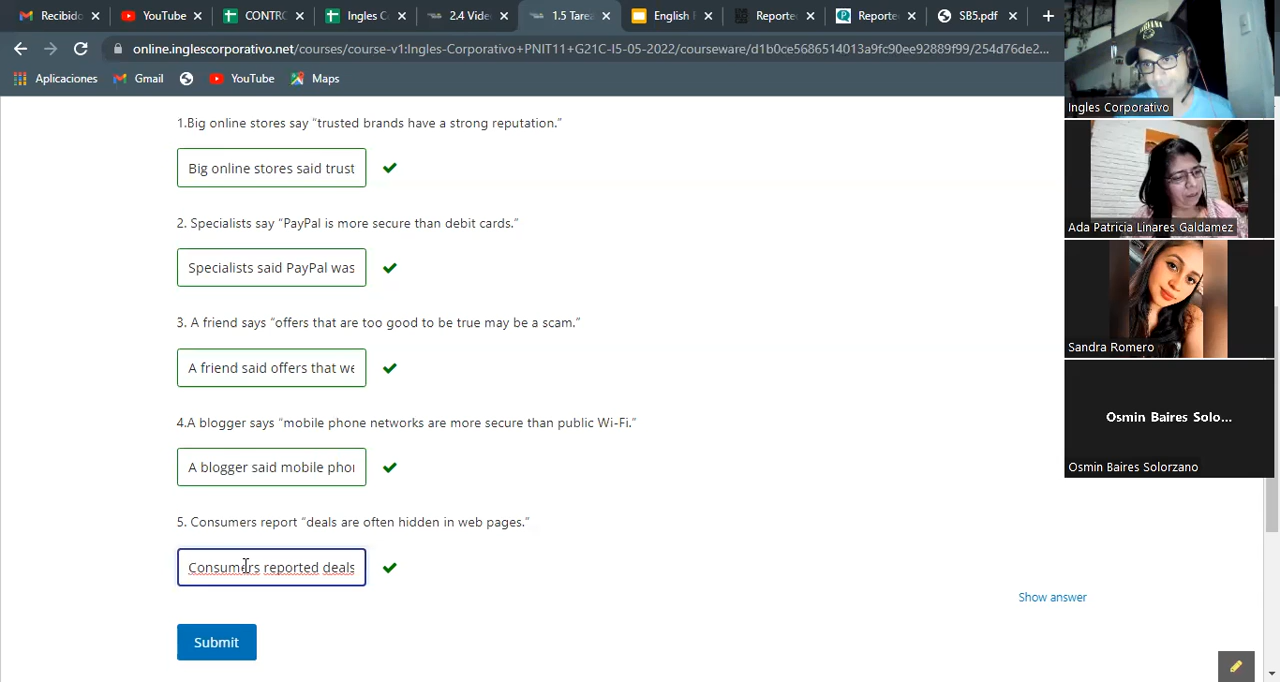 Recibido
YouTube
CONTRO
Ingles C
2.4 Vide
1.5 Tarea
English
Reporte
Reporte
SB5.pdf
online.inglescorporativo.net/courses/course-v1:Ingles-Corporativo+PNIT11+G21C-I5-05-2022/courseware/d1b0ce5686514013a9fc90ee92889f99/254d76de2...
Aplicaciones
Gmail
YouTube
Maps
1.Big online stores say “trusted brands have a strong reputation.”
Big online stores said trust
2. Specialists say “PayPal is more secure than debit cards.”
Specialists said PayPal was
3. A friend says “offers that are too good to be true may be a scam.”
A friend said offers that we
4.A blogger says “mobile phone networks are more secure than public Wi-Fi.”
A blogger said mobile phon
5. Consumers report “deals are often hidden in web pages.”
Consumers reported deals
Show answer
Submit
Ingles Corporativo
Ada Patricia Linares Galdamez
Sandra Romero
Osmin Baires Solo...
Osmin Baires Solorzano